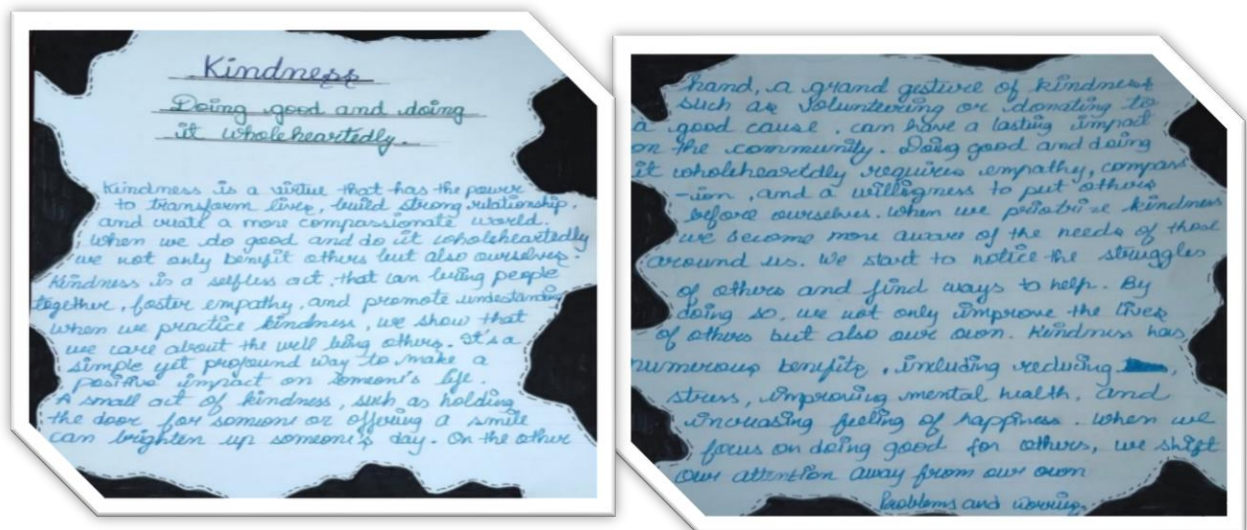 Kindness
Doing good and doing
it wholeheartedly.
Kindness is a virtue that has the power
to transform lives, build strong relationship,
and create a more compassionate world.
When we do good and do it wholeheartedly
we not only benefit others but also ourselves.
Kindness is a selfless act, that can bring people
together, foster empathy, and promote understanding
when we practice kindness, we show that
we care about the well being others. It's a
simple yet profound way to make a
positive impact on someone's life.
A small act of kindness, such as holding
the door for someone or offering a smile
can brighten up someone's day. On the other
hand, a grand gesture of kindness
such as Volunteering or donating to
a good cause, can have a lasting impact
on the community. Doing good and doing
it wholeheartedly requires empathy, compass
-ion, and a willigness to put others
before ourselves. When we priotrize kindness
we become more aware of the needs of those
around us. We start to notice the struggles
of others and find ways to help. By
doing so, we not only improve the lives
of others but also our own. Kindness has
numerous benefits, including reducing ,
stress, improving mental health, and
increasing feeling of happiness. When we
focus on doing good for others, we shift
our attention away from our own
Problems and worries.